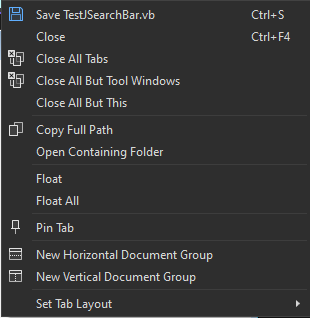 Save TestJSearchBar.vb Ctrl+S
Close Ctrl+F4
Close All Tabs
Close All But Tool Windows
Close All But This
Copy Full Path
Open Containing Folder
Float
Float All
Pin Tab
New Horizontal Document Group
New Vertical Document Group
Set Tab Layout